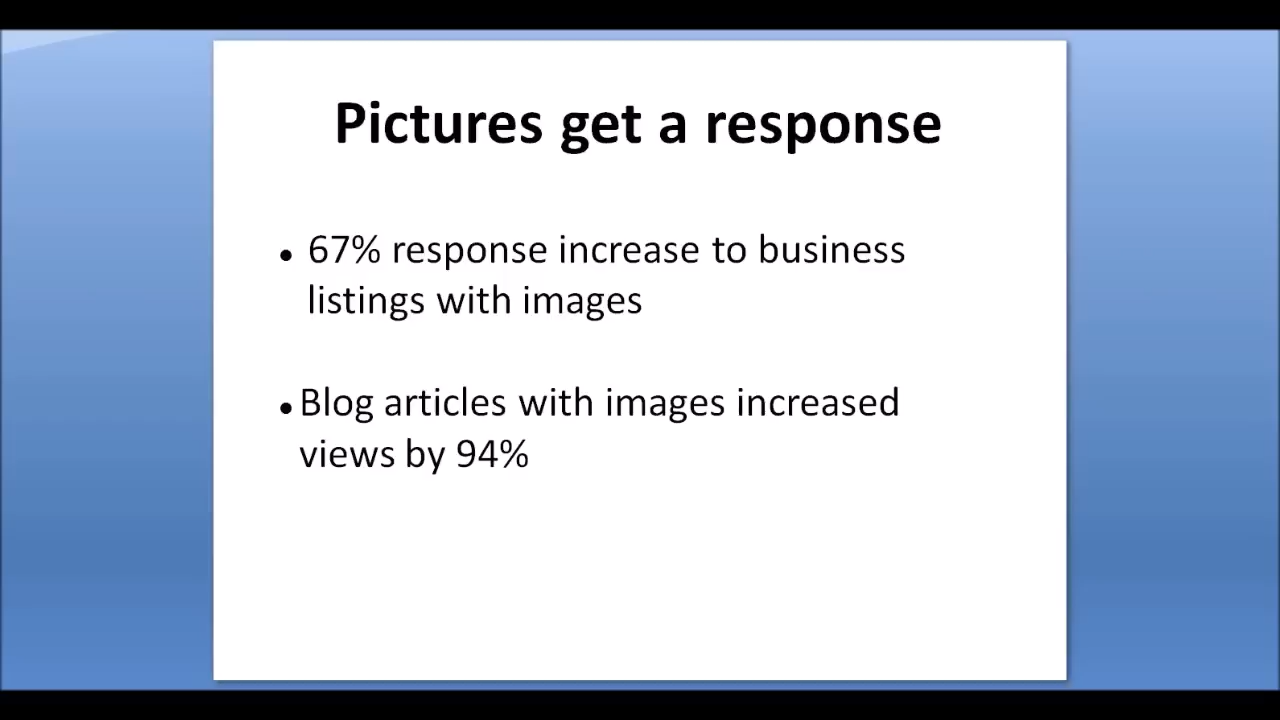 Pictures get a response
• 67% response increase to business
listings with images
• Blog articles with images increased
views by 94%